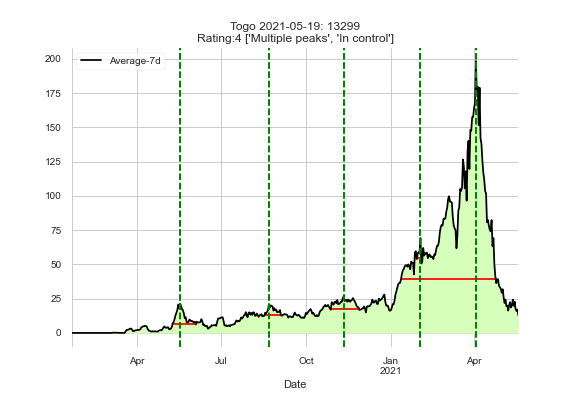 Togo 2021-05-19: 13299
Rating:4 ['Multiple peaks', 'In control']
Average-7d
200
175
150
125
100
75
50
25
0
Apr
Jul
Oct
Jan
2021
Apr
Date